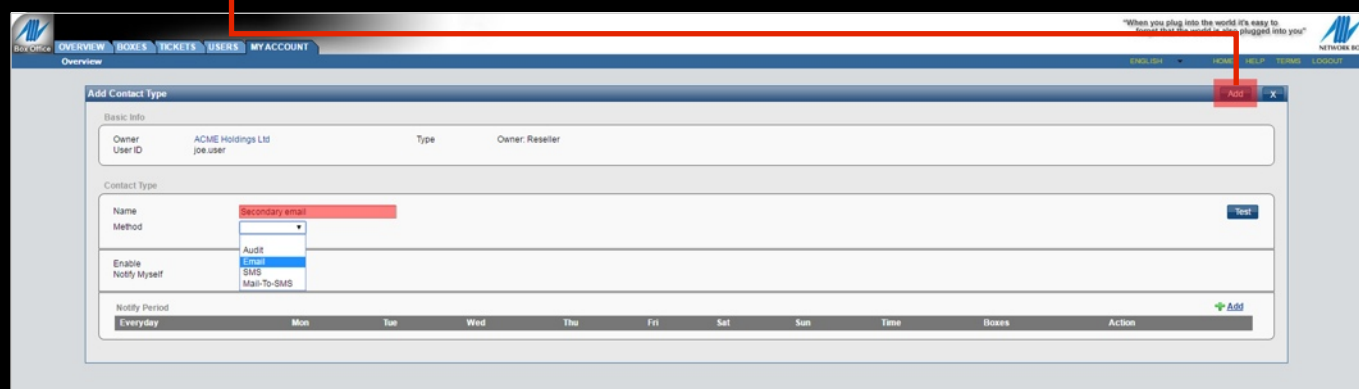 "When you plug into the world it's easy to
forget that the world is also plugged into you"
Box Office OVERVIEW BOXES TICKETS USERS MY ACCOUNT NETWORK BO
Overview ENGLISH HOME HELP TERMS LOGOUT
Add Contact Type Add X
Basic Info
Owner ACME Holdings Ltd Type Owner: Reseller
User ID joe.user
Contact Type
Name Secondary email Test
Method
Audit
Enable Email
Notify Myself SMS
Mail-To-SMS
Notify Period Add
Everyday Mon Tue Wed Thu Fri Sat Sun Time Boxes Action